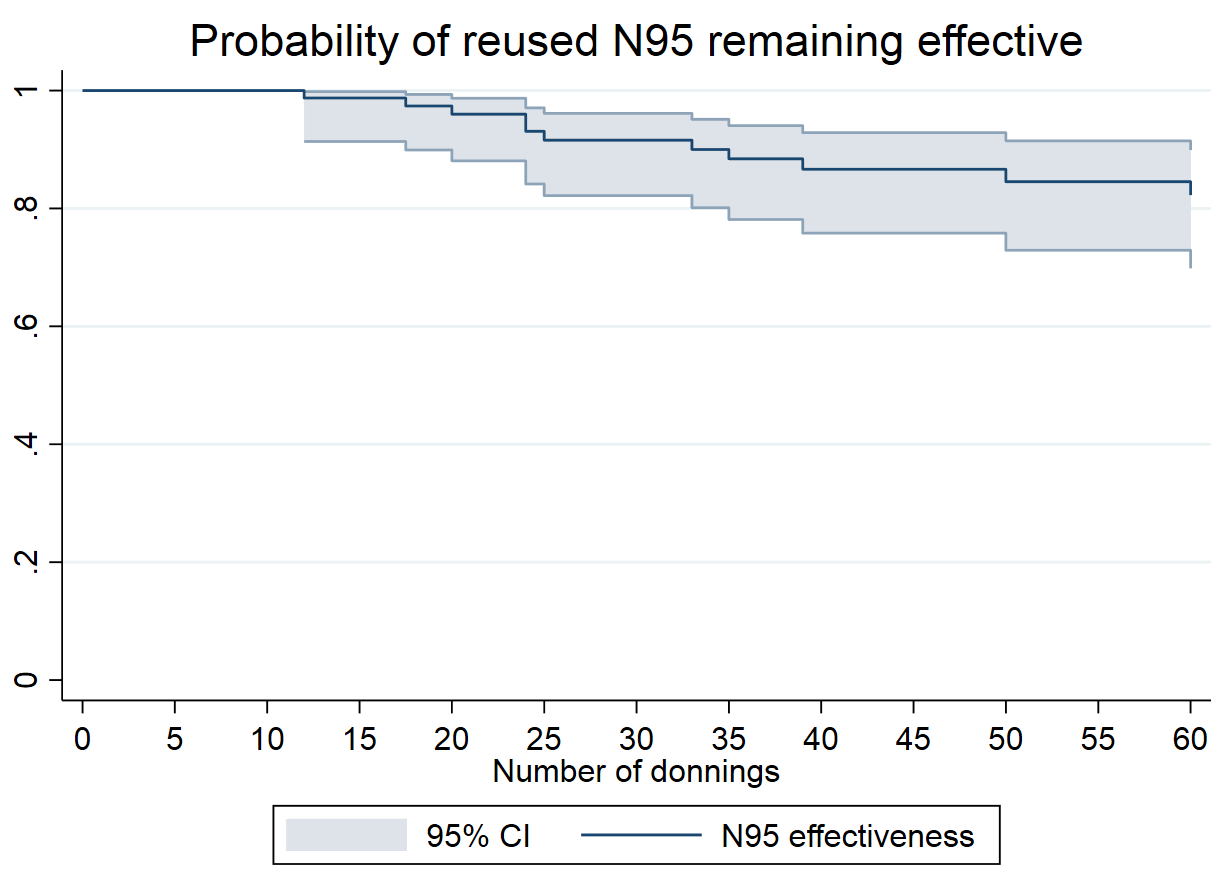 Probability of reused N95 remaining effective
1
.8
.6
.4
.2
0
0 5 10 15 20 25 30 35 40 45 50 55 60
Number of donnings
95% CI N95 effectiveness